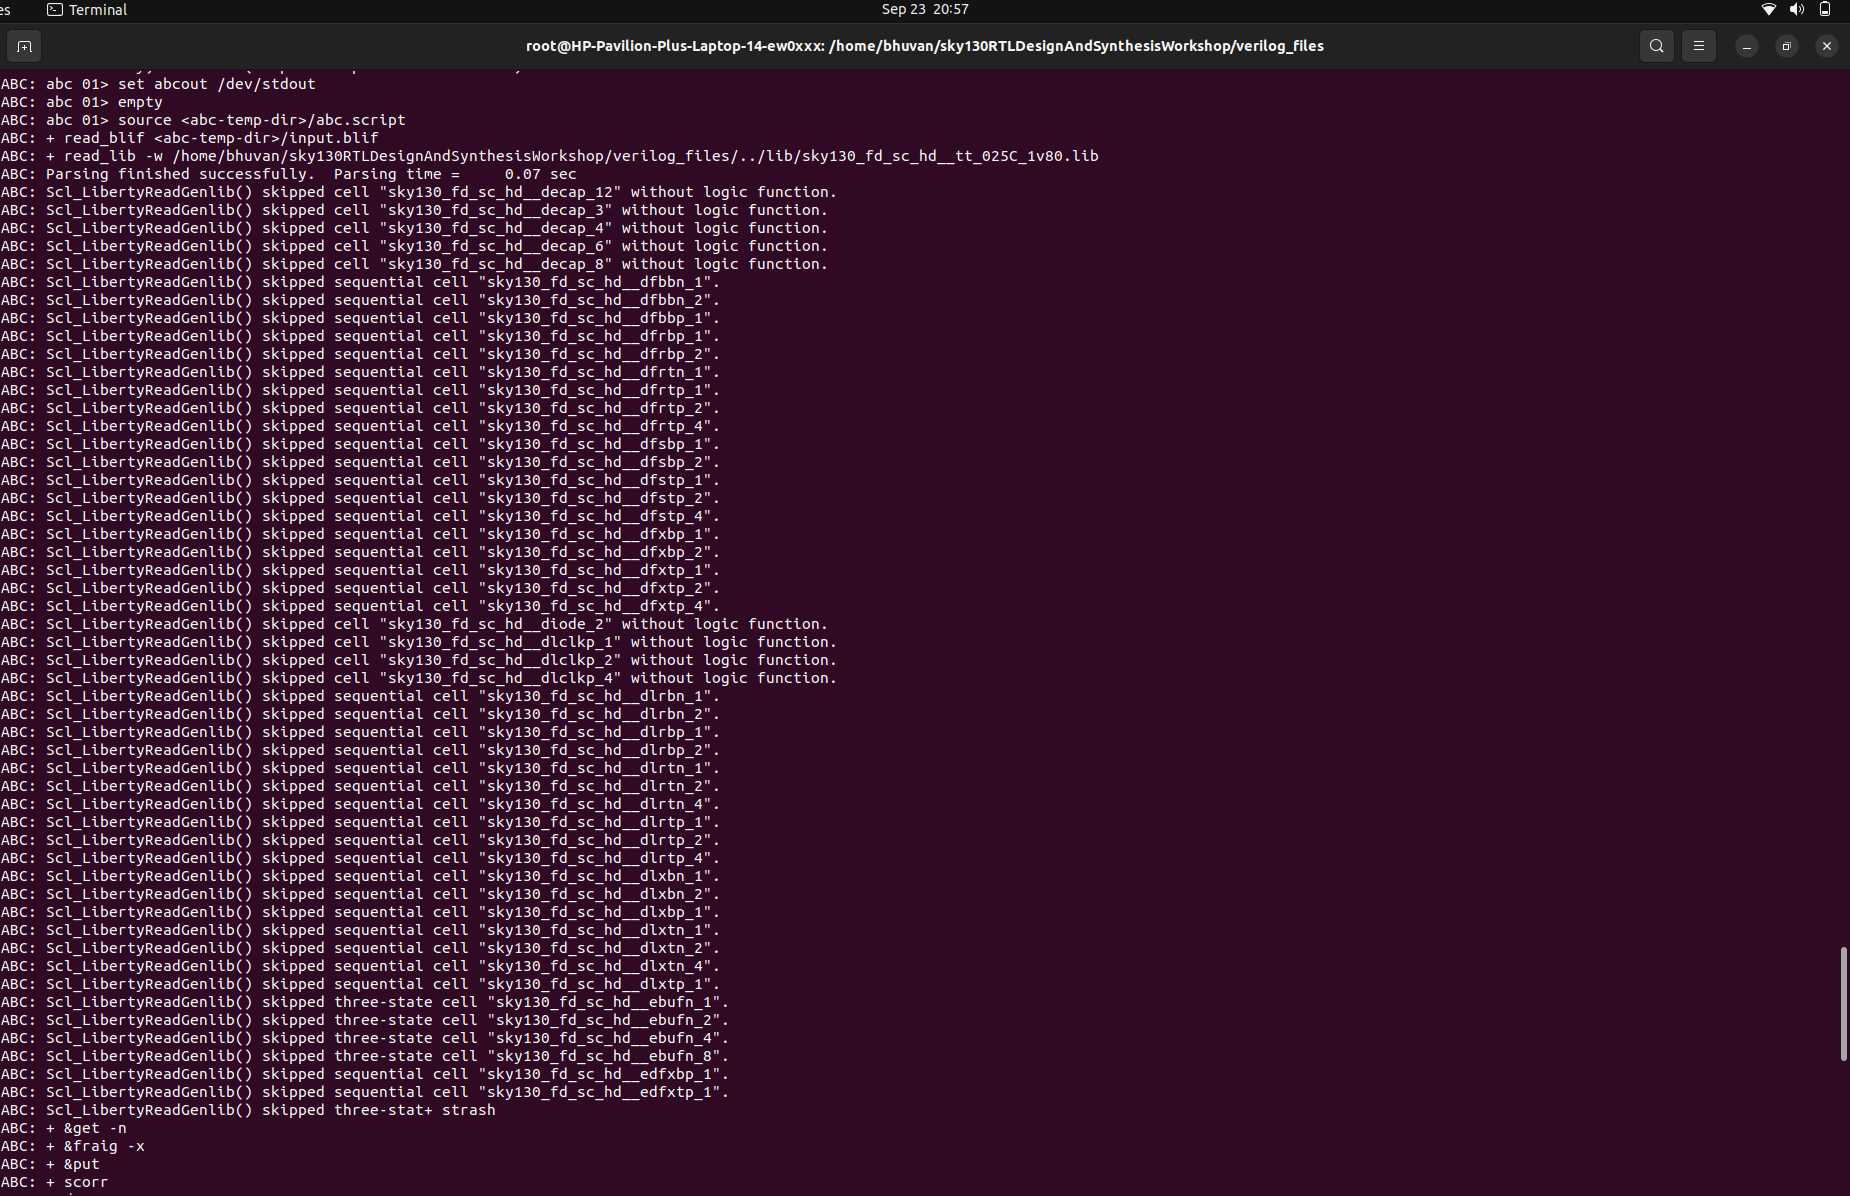 es Terminal Sep 23 20:57
root@HP-Pavilion-Plus-Laptop-14-ew0xxx: /home/bhuvan/sky130RTLDesignAndSynthesisWorkshop/verilog_files
ABC: abc 01> set abcout /dev/stdout
ABC: abc 01> empty
ABC: abc 01> source <abc-temp-dir>/abc.script
ABC: + read_blif <abc-temp-dir>/input.blif
ABC: + read_lib -w /home/bhuvan/sky130RTLDesignAndSynthesisWorkshop/verilog_files/../lib/sky130_fd_sc_hd__tt_025C_1v80.lib
ABC: Parsing finished successfully.  Parsing time =     0.07 sec
ABC: Scl_LibertyReadGenlib() skipped cell "sky130_fd_sc_hd__decap_12" without logic function.
ABC: Scl_LibertyReadGenlib() skipped cell "sky130_fd_sc_hd__decap_3" without logic function.
ABC: Scl_LibertyReadGenlib() skipped cell "sky130_fd_sc_hd__decap_4" without logic function.
ABC: Scl_LibertyReadGenlib() skipped cell "sky130_fd_sc_hd__decap_6" without logic function.
ABC: Scl_LibertyReadGenlib() skipped cell "sky130_fd_sc_hd__decap_8" without logic function.
ABC: Scl_LibertyReadGenlib() skipped sequential cell "sky130_fd_sc_hd__dfbbn_1".
ABC: Scl_LibertyReadGenlib() skipped sequential cell "sky130_fd_sc_hd__dfbbn_2".
ABC: Scl_LibertyReadGenlib() skipped sequential cell "sky130_fd_sc_hd__dfbbp_1".
ABC: Scl_LibertyReadGenlib() skipped sequential cell "sky130_fd_sc_hd__dfrbp_1".
ABC: Scl_LibertyReadGenlib() skipped sequential cell "sky130_fd_sc_hd__dfrbp_2".
ABC: Scl_LibertyReadGenlib() skipped sequential cell "sky130_fd_sc_hd__dfrtn_1".
ABC: Scl_LibertyReadGenlib() skipped sequential cell "sky130_fd_sc_hd__dfrtp_1".
ABC: Scl_LibertyReadGenlib() skipped sequential cell "sky130_fd_sc_hd__dfrtp_2".
ABC: Scl_LibertyReadGenlib() skipped sequential cell "sky130_fd_sc_hd__dfrtp_4".
ABC: Scl_LibertyReadGenlib() skipped sequential cell "sky130_fd_sc_hd__dfsbp_1".
ABC: Scl_LibertyReadGenlib() skipped sequential cell "sky130_fd_sc_hd__dfsbp_2".
ABC: Scl_LibertyReadGenlib() skipped sequential cell "sky130_fd_sc_hd__dfstp_1".
ABC: Scl_LibertyReadGenlib() skipped sequential cell "sky130_fd_sc_hd__dfstp_2".
ABC: Scl_LibertyReadGenlib() skipped sequential cell "sky130_fd_sc_hd__dfstp_4".
ABC: Scl_LibertyReadGenlib() skipped sequential cell "sky130_fd_sc_hd__dfxbp_1".
ABC: Scl_LibertyReadGenlib() skipped sequential cell "sky130_fd_sc_hd__dfxbp_2".
ABC: Scl_LibertyReadGenlib() skipped sequential cell "sky130_fd_sc_hd__dfxtp_1".
ABC: Scl_LibertyReadGenlib() skipped sequential cell "sky130_fd_sc_hd__dfxtp_2".
ABC: Scl_LibertyReadGenlib() skipped sequential cell "sky130_fd_sc_hd__dfxtp_4".
ABC: Scl_LibertyReadGenlib() skipped cell "sky130_fd_sc_hd__diode_2" without logic function.
ABC: Scl_LibertyReadGenlib() skipped cell "sky130_fd_sc_hd__dlclkp_1" without logic function.
ABC: Scl_LibertyReadGenlib() skipped cell "sky130_fd_sc_hd__dlclkp_2" without logic function.
ABC: Scl_LibertyReadGenlib() skipped cell "sky130_fd_sc_hd__dlclkp_4" without logic function.
ABC: Scl_LibertyReadGenlib() skipped sequential cell "sky130_fd_sc_hd__dlrbn_1".
ABC: Scl_LibertyReadGenlib() skipped sequential cell "sky130_fd_sc_hd__dlrbn_2".
ABC: Scl_LibertyReadGenlib() skipped sequential cell "sky130_fd_sc_hd__dlrbp_1".
ABC: Scl_LibertyReadGenlib() skipped sequential cell "sky130_fd_sc_hd__dlrbp_2".
ABC: Scl_LibertyReadGenlib() skipped sequential cell "sky130_fd_sc_hd__dlrtn_1".
ABC: Scl_LibertyReadGenlib() skipped sequential cell "sky130_fd_sc_hd__dlrtn_2".
ABC: Scl_LibertyReadGenlib() skipped sequential cell "sky130_fd_sc_hd__dlrtn_4".
ABC: Scl_LibertyReadGenlib() skipped sequential cell "sky130_fd_sc_hd__dlrtp_1".
ABC: Scl_LibertyReadGenlib() skipped sequential cell "sky130_fd_sc_hd__dlrtp_2".
ABC: Scl_LibertyReadGenlib() skipped sequential cell "sky130_fd_sc_hd__dlrtp_4".
ABC: Scl_LibertyReadGenlib() skipped sequential cell "sky130_fd_sc_hd__dlxbn_1".
ABC: Scl_LibertyReadGenlib() skipped sequential cell "sky130_fd_sc_hd__dlxbn_2".
ABC: Scl_LibertyReadGenlib() skipped sequential cell "sky130_fd_sc_hd__dlxbp_1".
ABC: Scl_LibertyReadGenlib() skipped sequential cell "sky130_fd_sc_hd__dlxtn_1".
ABC: Scl_LibertyReadGenlib() skipped sequential cell "sky130_fd_sc_hd__dlxtn_2".
ABC: Scl_LibertyReadGenlib() skipped sequential cell "sky130_fd_sc_hd__dlxtn_4".
ABC: Scl_LibertyReadGenlib() skipped sequential cell "sky130_fd_sc_hd__dlxtp_1".
ABC: Scl_LibertyReadGenlib() skipped three-state cell "sky130_fd_sc_hd__ebufn_1".
ABC: Scl_LibertyReadGenlib() skipped three-state cell "sky130_fd_sc_hd__ebufn_2".
ABC: Scl_LibertyReadGenlib() skipped three-state cell "sky130_fd_sc_hd__ebufn_4".
ABC: Scl_LibertyReadGenlib() skipped three-state cell "sky130_fd_sc_hd__ebufn_8".
ABC: Scl_LibertyReadGenlib() skipped sequential cell "sky130_fd_sc_hd__edfxbp_1".
ABC: Scl_LibertyReadGenlib() skipped sequential cell "sky130_fd_sc_hd__edfxtp_1".
ABC: Scl_LibertyReadGenlib() skipped three-stat+ strash
ABC: + &get -n
ABC: + &fraig -x
ABC: + &put
ABC: + scorr